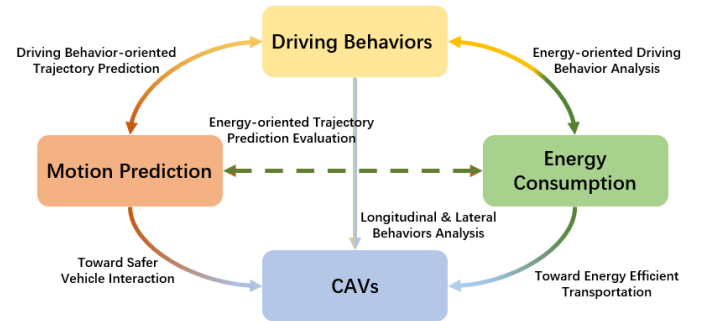 Driving Behavior-oriented
Trajectory Prediction
Driving Behaviors
Energy-oriented Driving
Behavior Analysis
Energy-oriented Trajectory
Prediction Evaluation
Motion Prediction
Energy
Consumption
Longitudinal & Lateral
Behaviors Analysis
Toward Safer
Vehicle Interaction
CAVs
Toward Energy Efficient
Transportation